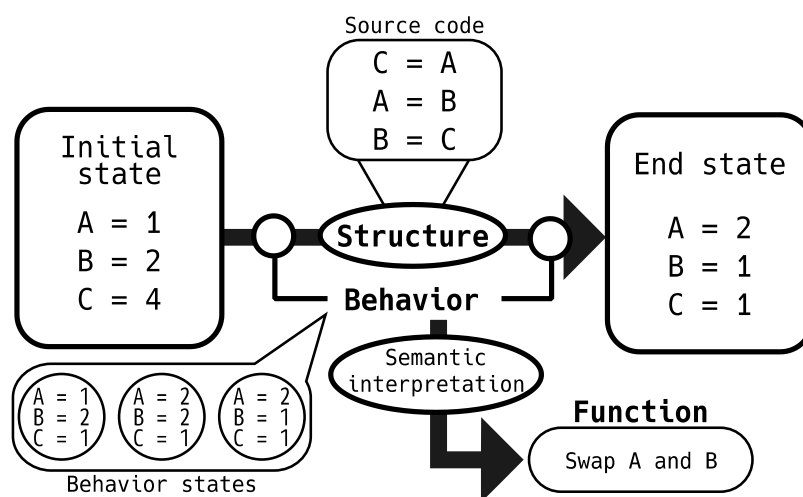 Source code
C = A
A = B
B = C
Initial
state
A = 1
B = 2
C = 4
Structure
End state
A = 2
B = 1
C = 1
Behavior
Semantic
interpretation
A = 1
B = 2
C = 1
A = 2
B = 2
C = 1
A = 2
B = 1
C = 1
Behavior states
Function
Swap A and B